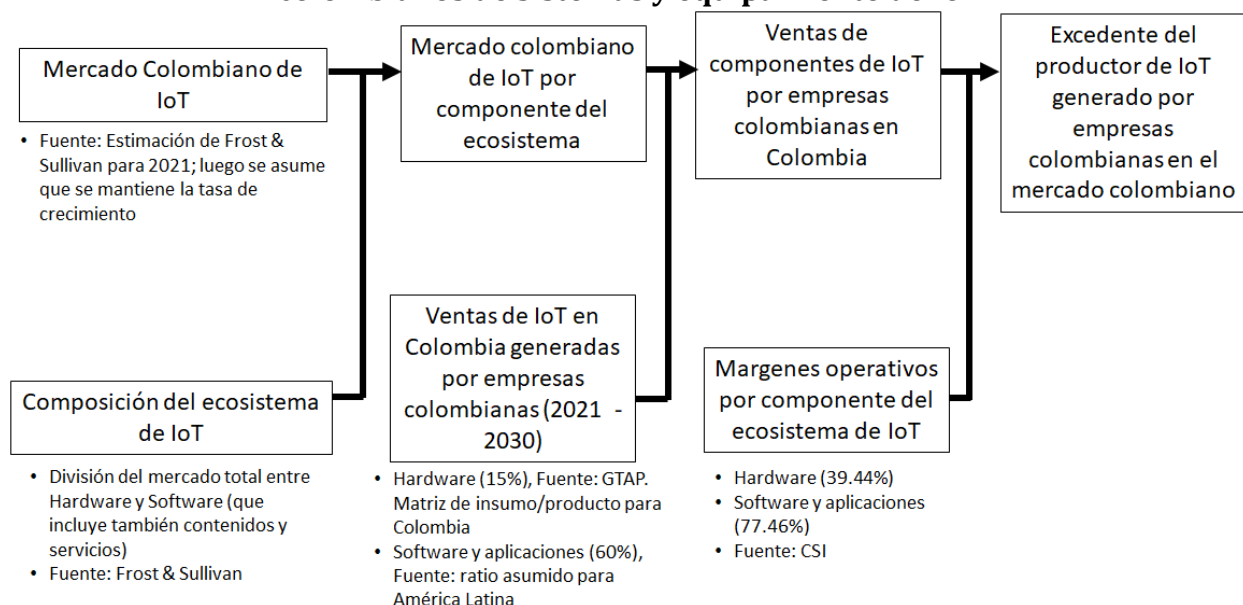 Mercado Colombiano de
IoT
• Fuente: Estimación de Frost &
Sullivan para 2021; luego se asume
que se mantiene la tasa de
crecimiento
Mercado colombiano
de IoT por
componente del
ecosistema
Ventas de
componentes de IoT
por empresas
colombianas en
Colombia
Excedente del
productor de IoT
generado por
empresas
colombianas en el
mercado colombiano
Composición del ecosistema
de IoT
• División del mercado total entre
Hardware y Software (que
incluye también contenidos y
servicios)
• Fuente: Frost & Sullivan
Ventas de IoT en
Colombia generadas
por empresas
colombianas (2021 -
2030)
• Hardware (15%), Fuente: GTAP.
Matriz de insumo/producto para
Colombia
• Software y aplicaciones (60%),
Fuente: ratio asumido para
América Latina
Margenes operativos
por componente del
ecosistema de IoT
• Hardware (39.44%)
• Software y aplicaciones
(77.46%)
• Fuente: CSI